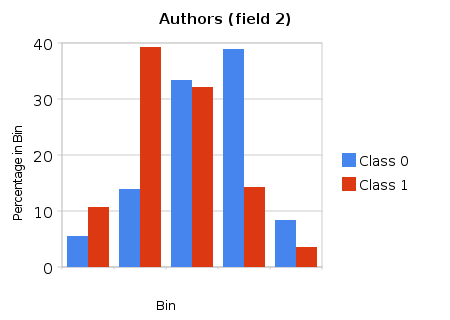 Authors (field 2)
40
30
20
10
0
Percentage in Bin
Bin
Class 0
Class 1